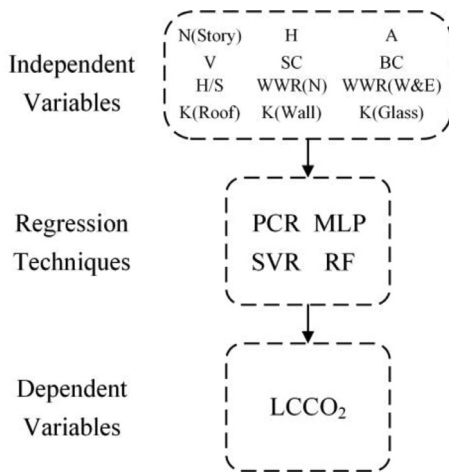 Independent
Variables
N(Story) H A
V SC BC
H/S WWR(N) WWR(W&E)
K(Roof) K(Wall) K(Glass)
Regression
Techniques
PCR MLP
SVR RF
Dependent
Variables
LCCO₂